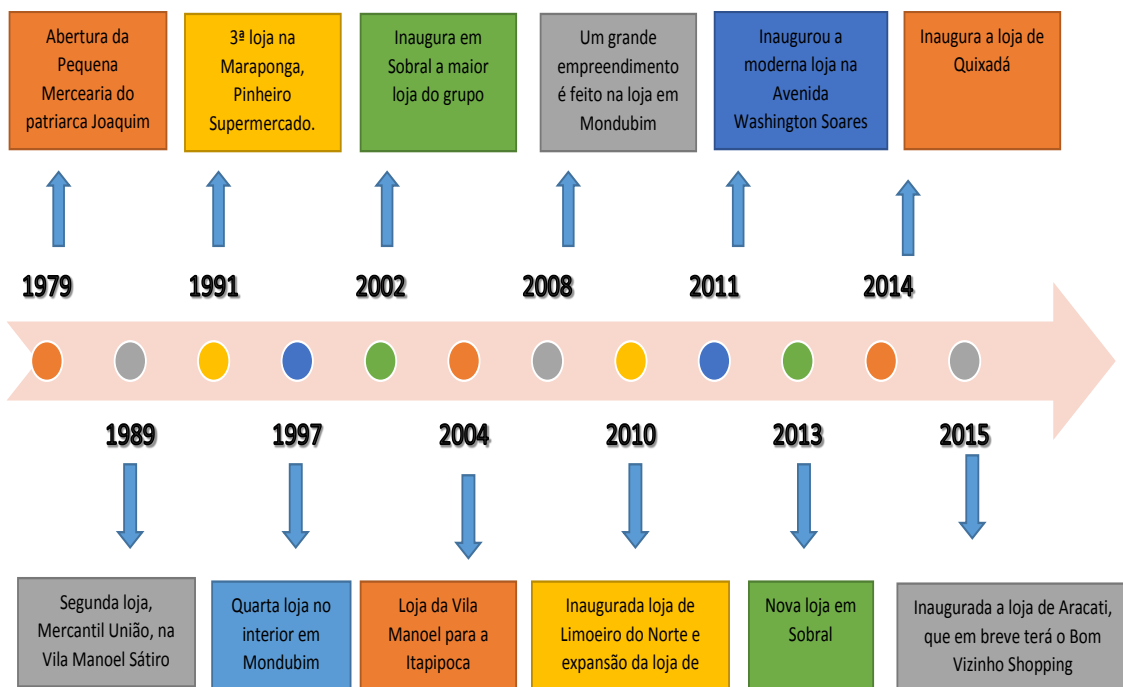 Abertura da
Pequena
Mercearia do
patriarca Joaquim
3ª loja na
Maraponga,
Pinheiro
Supermercado.
Inaugura em
Sobral a maior
loja do grupo
Um grande
empreendimento
é feito na loja em
Mondubim
Inaugurou a
moderna loja na
Avenida
Washington Soares
Inaugura a loja de
Quixadá
1979
1991
2002
2008
2011
2014
1989
1997
2004
2010
2013
2015
Segunda loja,
Mercantil União, na
Vila Manoel Sátiro
Quarta loja no
interior em
Mondubim
Loja da Vila
Manoel para a
Itapipoca
Inaugurada loja de
Limoeiro do Norte e
expansão da loja de
Nova loja em
Sobral
Inaugurada a loja de Aracati,
que em breve terá o Bom
Vizinho Shopping